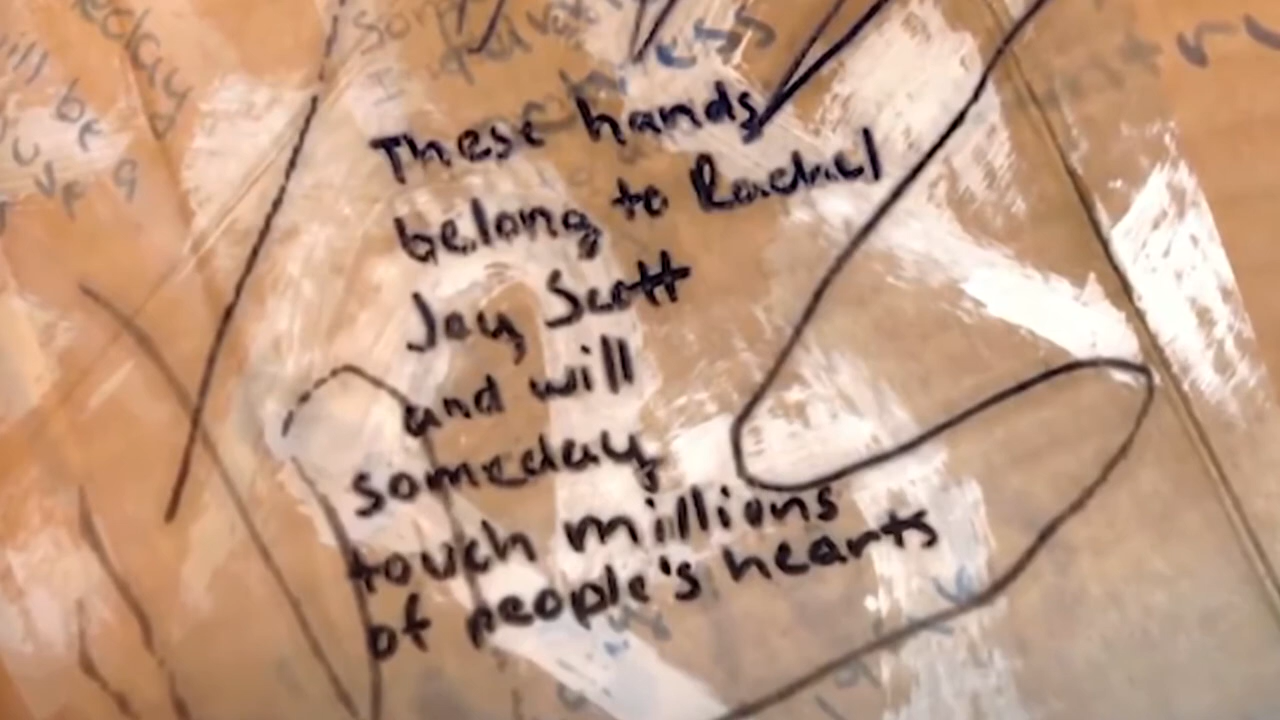 These hands
belong to Rachel
Joy Scott
and will
someday
touch millions
of people's hearts